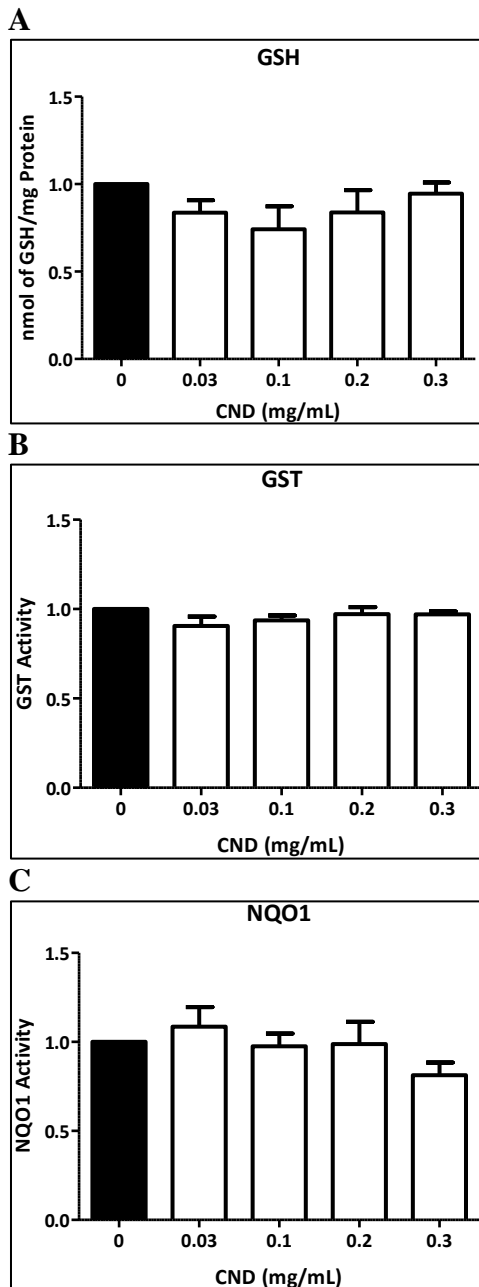 A
GSH
nmol of GSH/mg Protein
1.5
1.0
0.5
0.0
0 0.03 0.1 0.2 0.3
CND (mg/mL)
B
GST
GST Activity
1.5
1.0
0.5
0.0
0 0.03 0.1 0.2 0.3
CND (mg/mL)
C
NQO1
NQO1 Activity
1.5
1.0
0.5
0.0
0 0.03 0.1 0.2 0.3
CND (mg/mL)